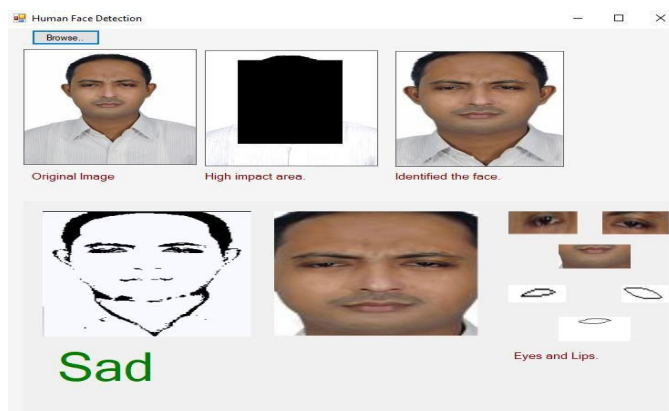 Human Face Detection
Browse..
Original Image
High impact area.
Identified the face.
Eyes and Lips.
Sad